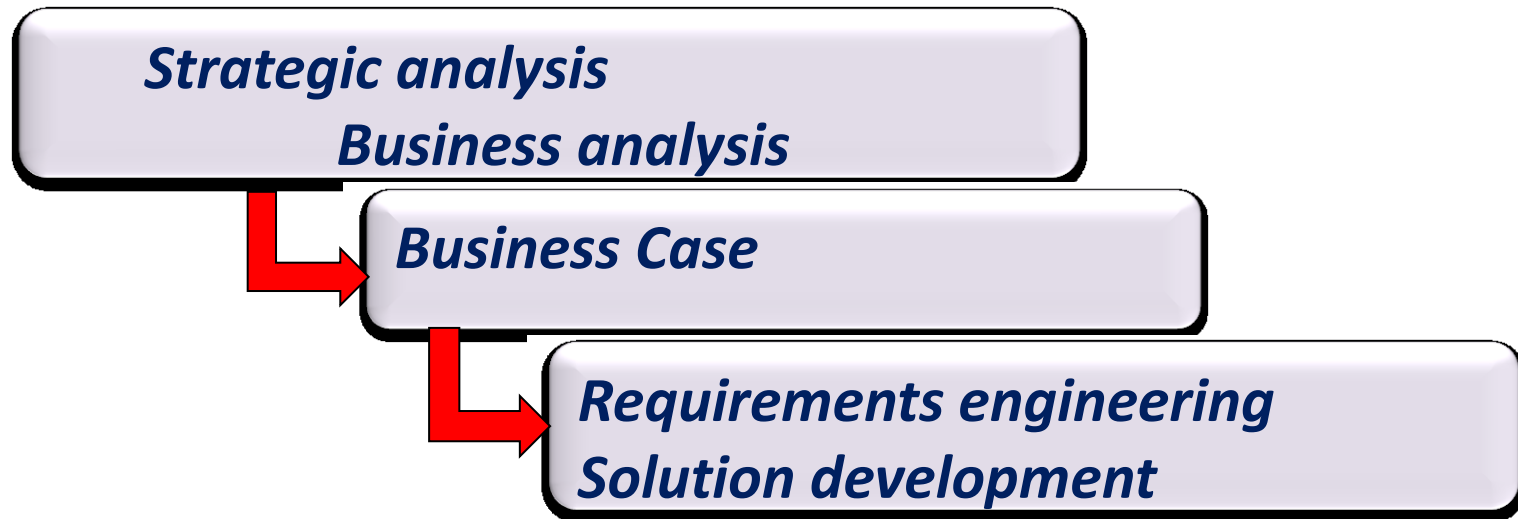 Strategic analysis
Business analysis
Business Case
Requirements engineering
Solution development